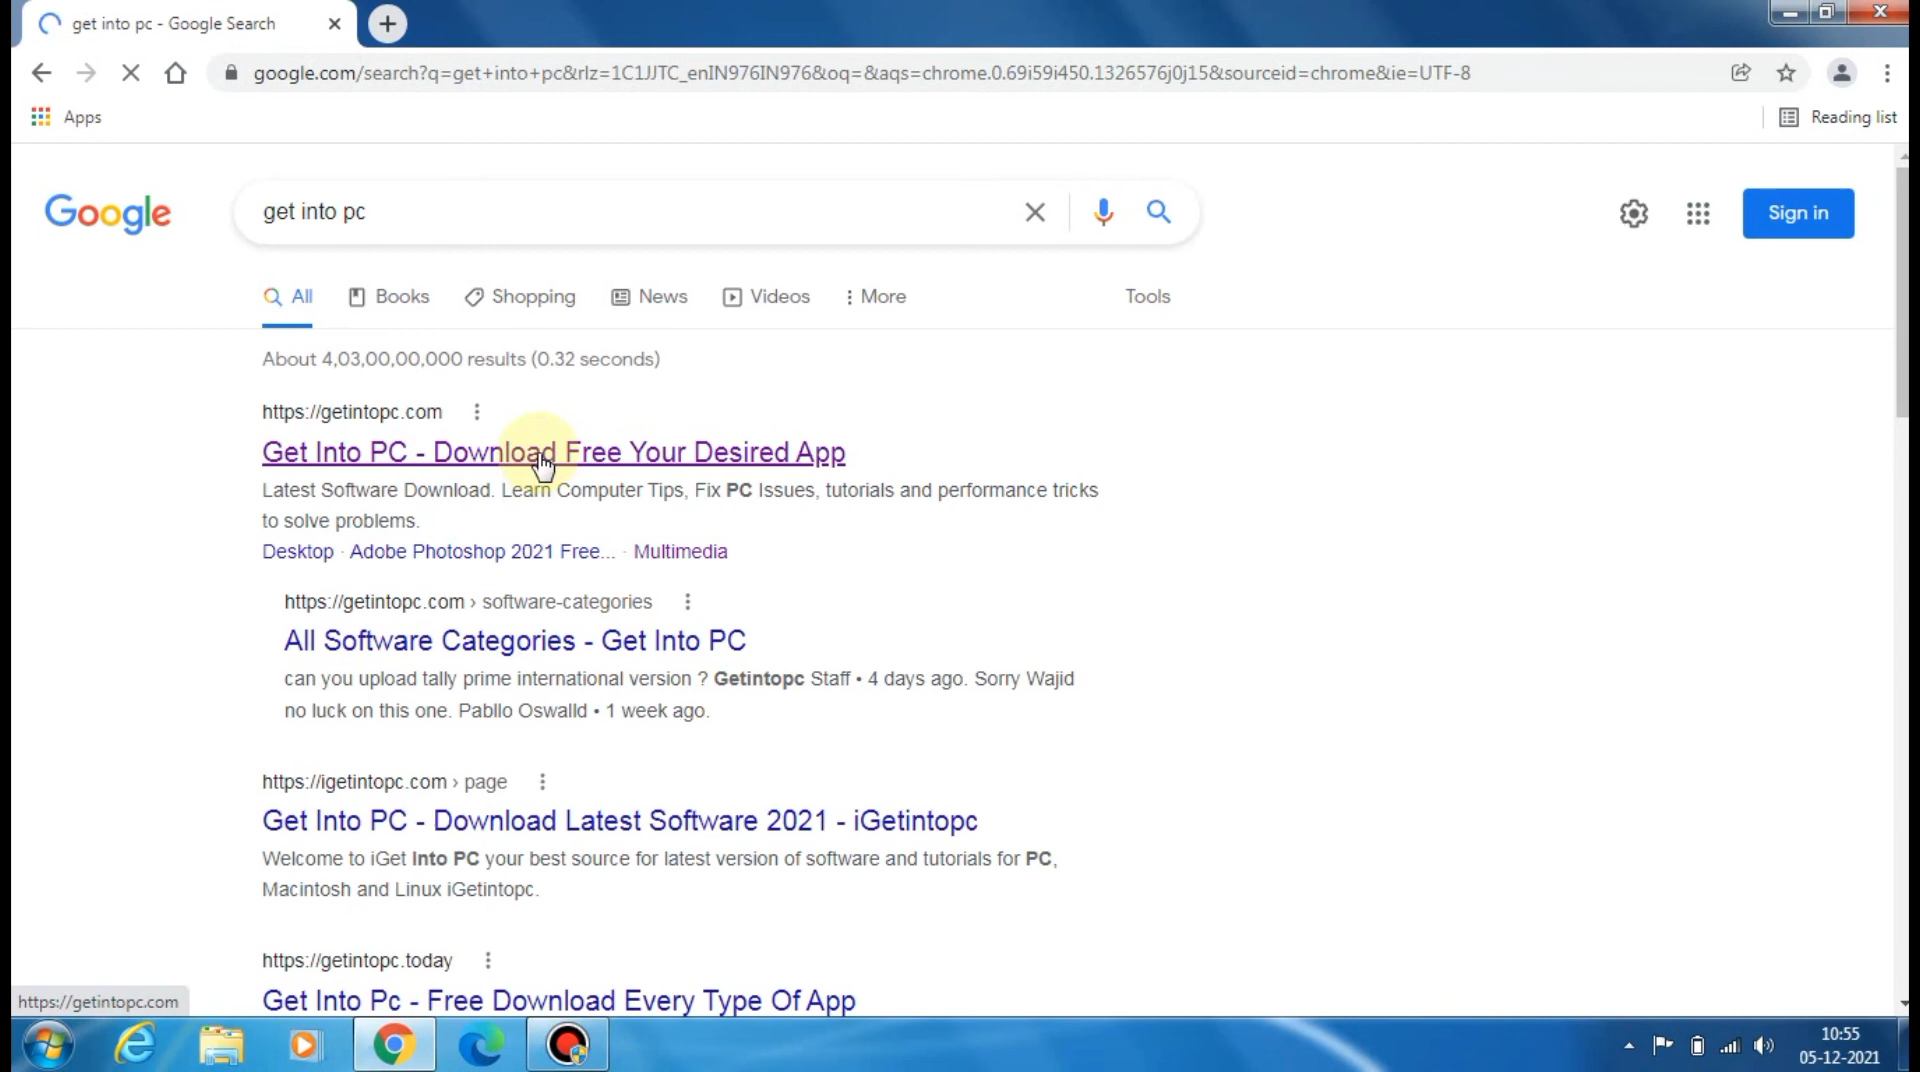 get into pc - Google Search
google.com/search?q=get+into+pc&rlz=1C1JJTC_enIN976IN976&oq=&aqs=chrome.0.69i59i450.1326576j0j15&sourceid=chrome&ie=UTF-8
Apps
Reading list
Google
get into pc
Sign in
All
Books
Shopping
News
Videos
More
Tools
About 4,03,00,00,000 results (0.32 seconds)
https://getintopc.com
Get Into PC - Download Free Your Desired App
Latest Software Download. Learn Computer Tips, Fix PC Issues, tutorials and performance tricks
to solve problems.
Desktop · Adobe Photoshop 2021 Free... · Multimedia
https://getintopc.com › software-categories
All Software Categories - Get Into PC
can you upload tally prime international version ? Getintopc Staff • 4 days ago. Sorry Wajid
no luck on this one. Pabllo Oswalld • 1 week ago.
https://igetintopc.com › page
Get Into PC - Download Latest Software 2021 - iGetintopc
Welcome to iGet Into PC your best source for latest version of software and tutorials for PC,
Macintosh and Linux iGetintopc.
https://getintopc.today
Get Into Pc - Free Download Every Type Of App
https://getintopc.com
10:55
05-12-2021